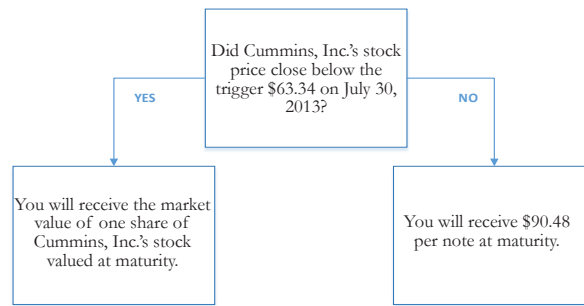 Did Cummins, Inc.'s stock
price close below the
trigger $63.34 on July 30,
2013?
YES
NO
You will receive the market
value of one share of
Cummins, Inc.'s stock
valued at maturity.
You will receive $90.48
per note at maturity.